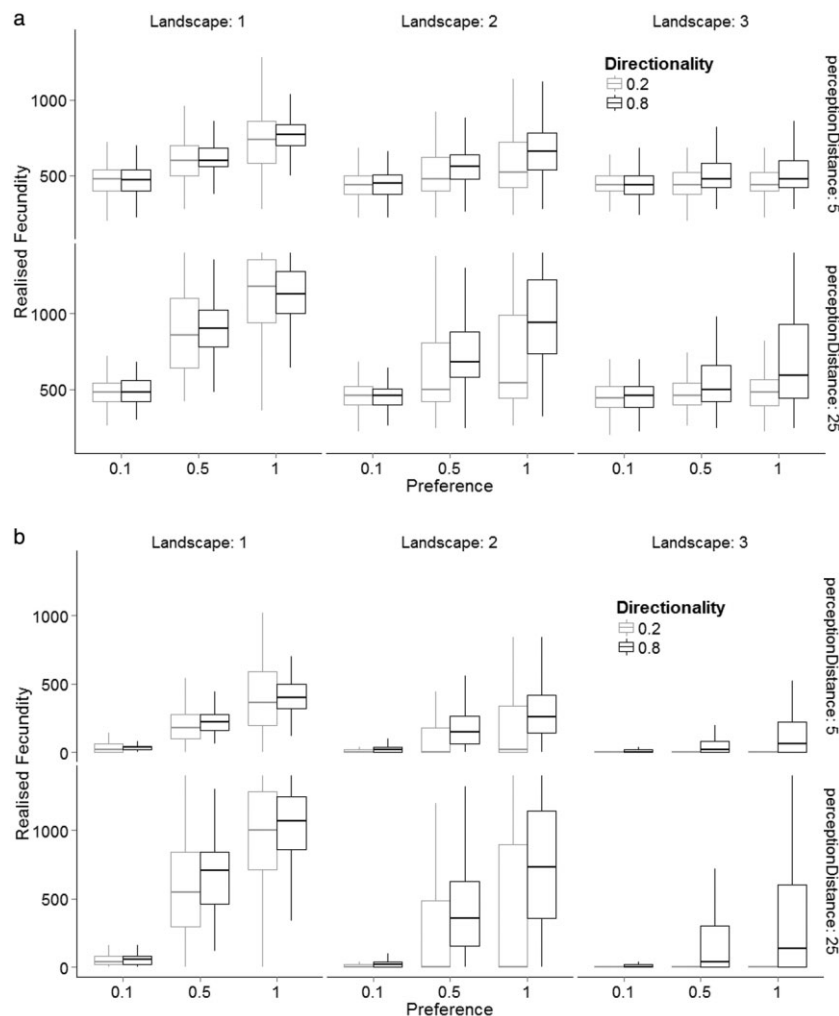 a
Landscape: 1 Landscape: 2 Landscape: 3
Directionality
0.2
0.8
1000
500
perceptionDistance: 5
Realised Fecundity
1000
500
perceptionDistance: 25
0.1 0.5 1 0.1 0.5 1 0.1 0.5 1
Preference
b
Landscape: 1 Landscape: 2 Landscape: 3
Directionality
0.2
0.8
1000
500
0
perceptionDistance: 5
Realised Fecundity
1000
500
0
perceptionDistance: 25
0.1 0.5 1 0.1 0.5 1 0.1 0.5 1
Preference